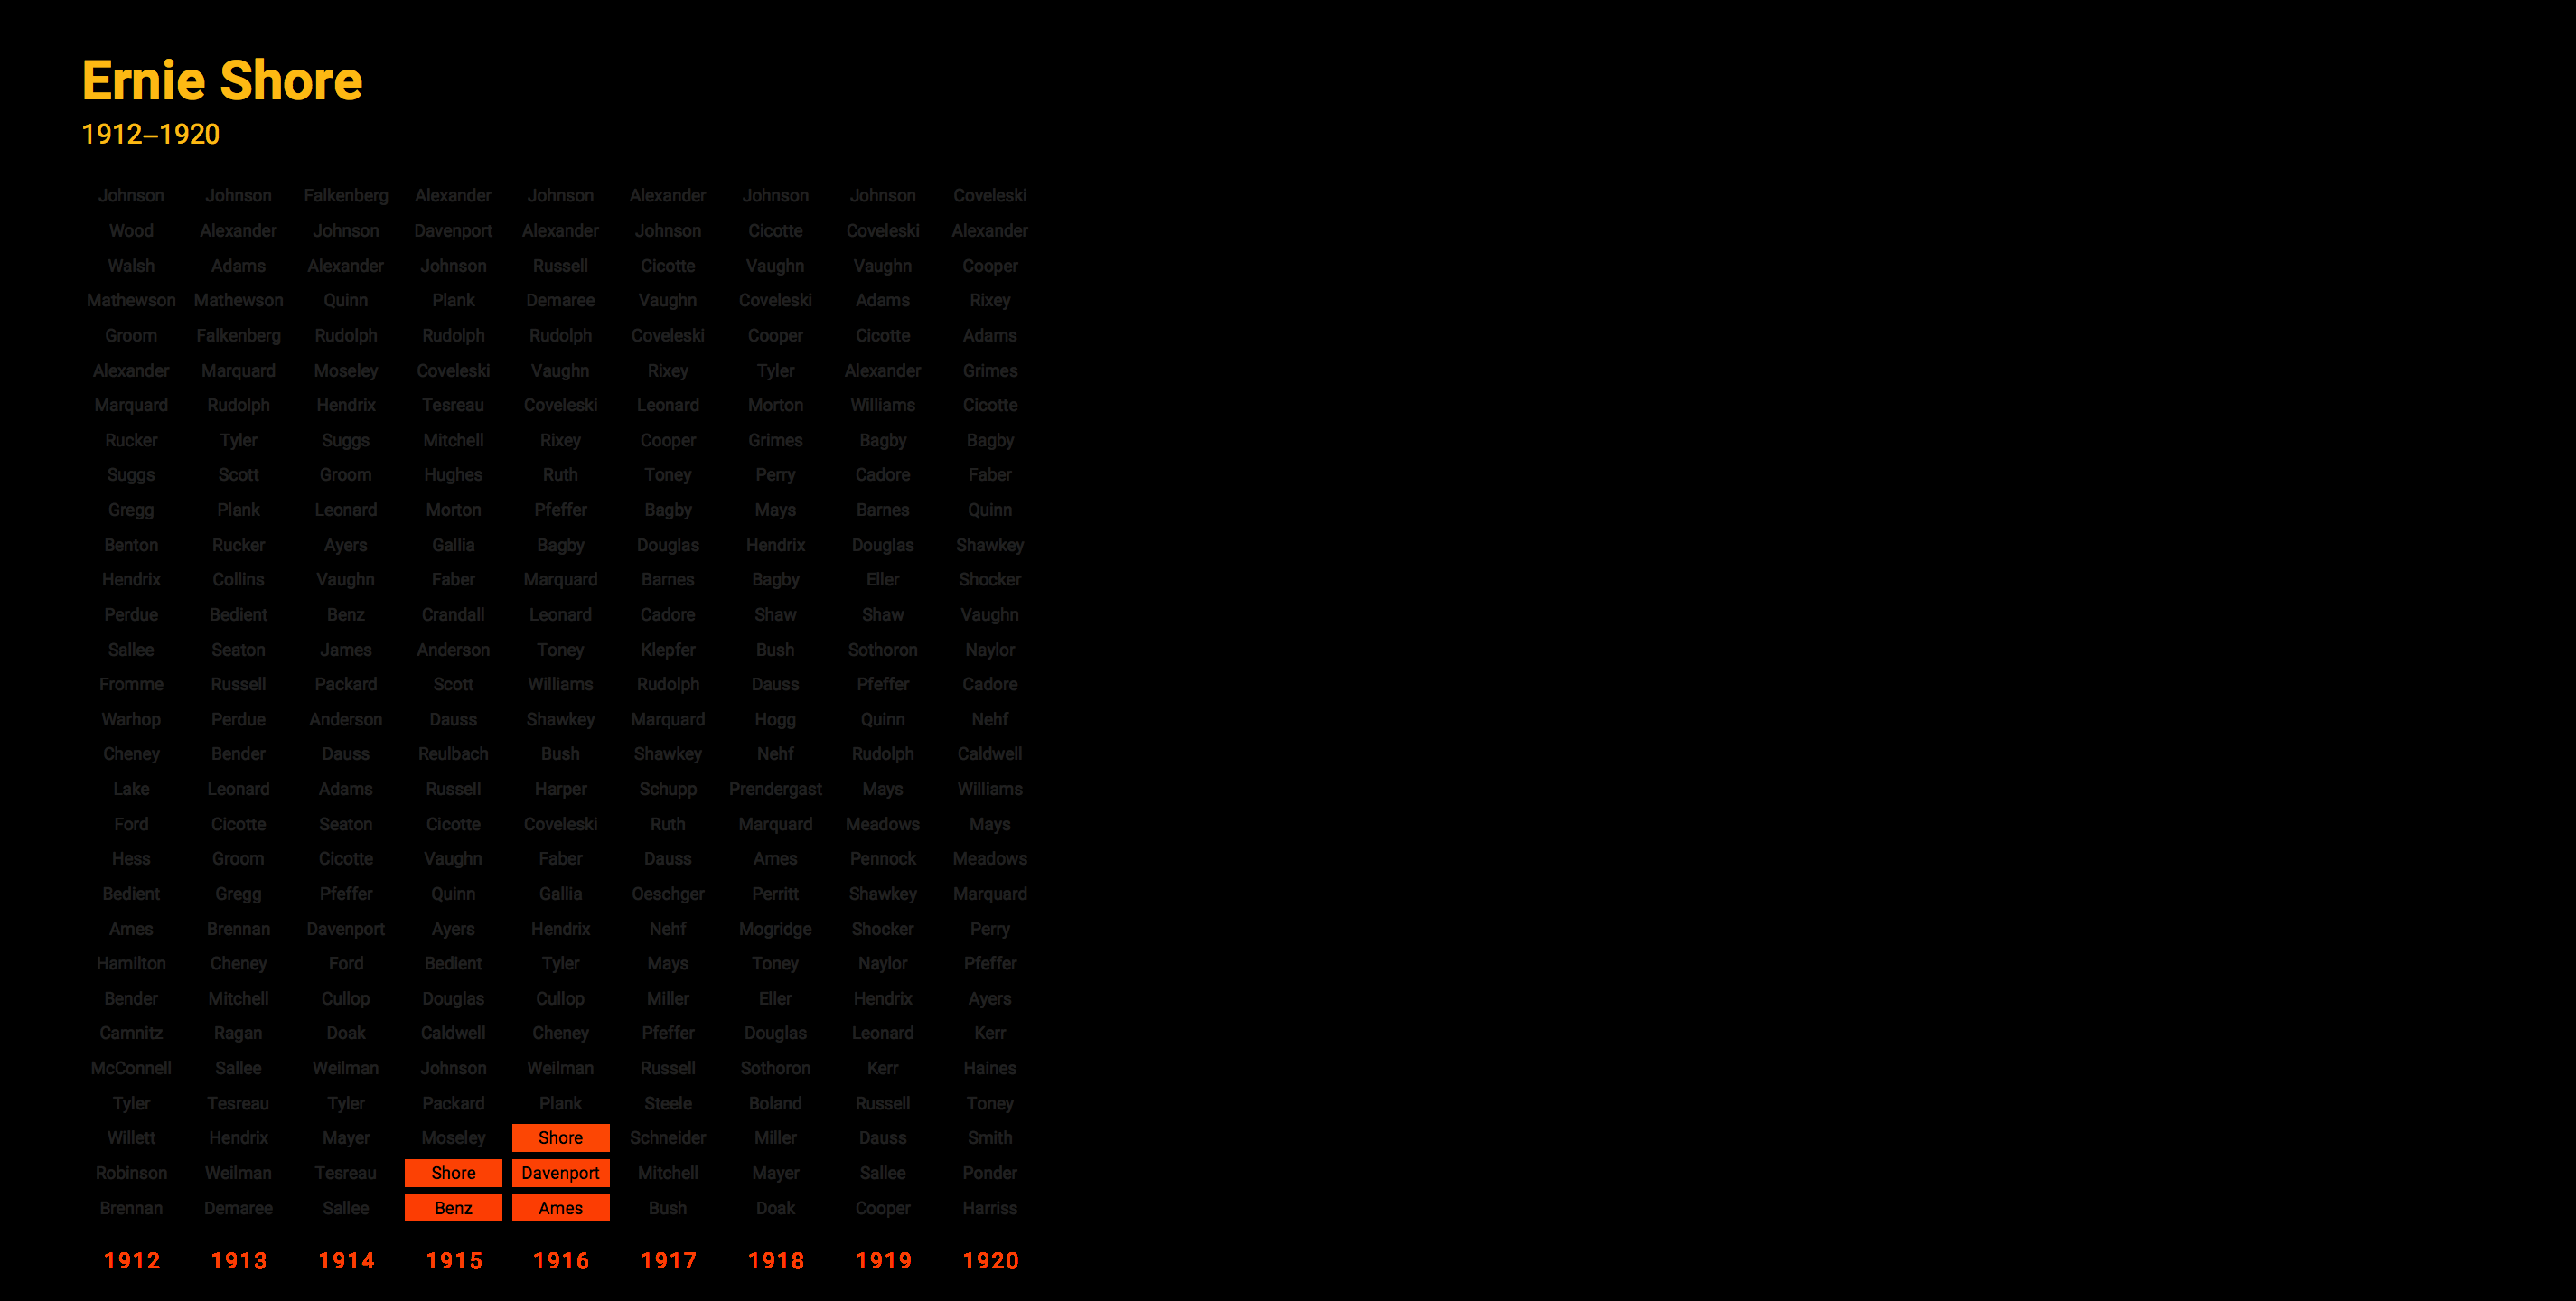 Ernie Shore
1912–1920
Johnson Johnson Falkenberg Alexander Johnson Alexander Johnson Johnson Coveleski
Wood Alexander Johnson Davenport Alexander Johnson Cicotte Coveleski Alexander
Walsh Adams Alexander Johnson Russell Cicotte Vaughn Vaughn Cooper
Mathewson Mathewson Quinn Plank Demaree Vaughn Coveleski Adams Rixey
Groom Falkenberg Rudolph Rudolph Rudolph Coveleski Cooper Cicotte Adams
Alexander Marquard Moseley Coveleski Vaughn Rixey Tyler Alexander Grimes
Marquard Rudolph Hendrix Tesreau Coveleski Leonard Morton Williams Cicotte
Rucker Tyler Suggs Mitchell Rixey Cooper Grimes Bagby Bagby
Suggs Scott Groom Hughes Ruth Toney Perry Cadore Faber
Gregg Plank Leonard Morton Pfeffer Bagby Mays Barnes Quinn
Benton Rucker Ayers Gallia Bagby Douglas Hendrix Douglas Shawkey
Hendrix Collins Vaughn Faber Marquard Barnes Bagby Eller Shocker
Perdue Bedient Benz Crandall Leonard Cadore Shaw Shaw Vaughn
Sallee Seaton James Anderson Toney Klepfer Bush Sothoron Naylor
Fromme Russell Packard Scott Williams Rudolph Dauss Pfeffer Cadore
Warhop Perdue Anderson Dauss Shawkey Marquard Hogg Quinn Nehf
Cheney Bender Dauss Reulbach Bush Shawkey Nehf Rudolph Caldwell
Lake Leonard Adams Russell Harper Schupp Prendergast Mays Williams
Ford Cicotte Seaton Cicotte Coveleski Ruth Marquard Meadows Mays
Hess Groom Cicotte Vaughn Faber Dauss Ames Pennock Meadows
Bedient Gregg Pfeffer Quinn Gallia Oeschger Perritt Shawkey Marquard
Ames Brennan Davenport Ayers Hendrix Nehf Mogridge Shocker Perry
Hamilton Cheney Ford Bedient Tyler Mays Toney Naylor Pfeffer
Bender Mitchell Cullop Douglas Cullop Miller Eller Hendrix Ayers
Camnitz Ragan Doak Caldwell Cheney Pfeffer Douglas Leonard Kerr
McConnell Sallee Weilman Johnson Weilman Russell Sothoron Kerr Haines
Tyler Tesreau Tyler Packard Plank Steele Boland Russell Toney
Willett Hendrix Mayer Moseley Shore Schneider Miller Dauss Smith
Robinson Weilman Tesreau Shore Davenport Mitchell Mayer Sallee Ponder
Brennan Demaree Sallee Benz Ames Bush Doak Cooper Harriss
1912 1913 1914 1915 1916 1917 1918 1919 1920